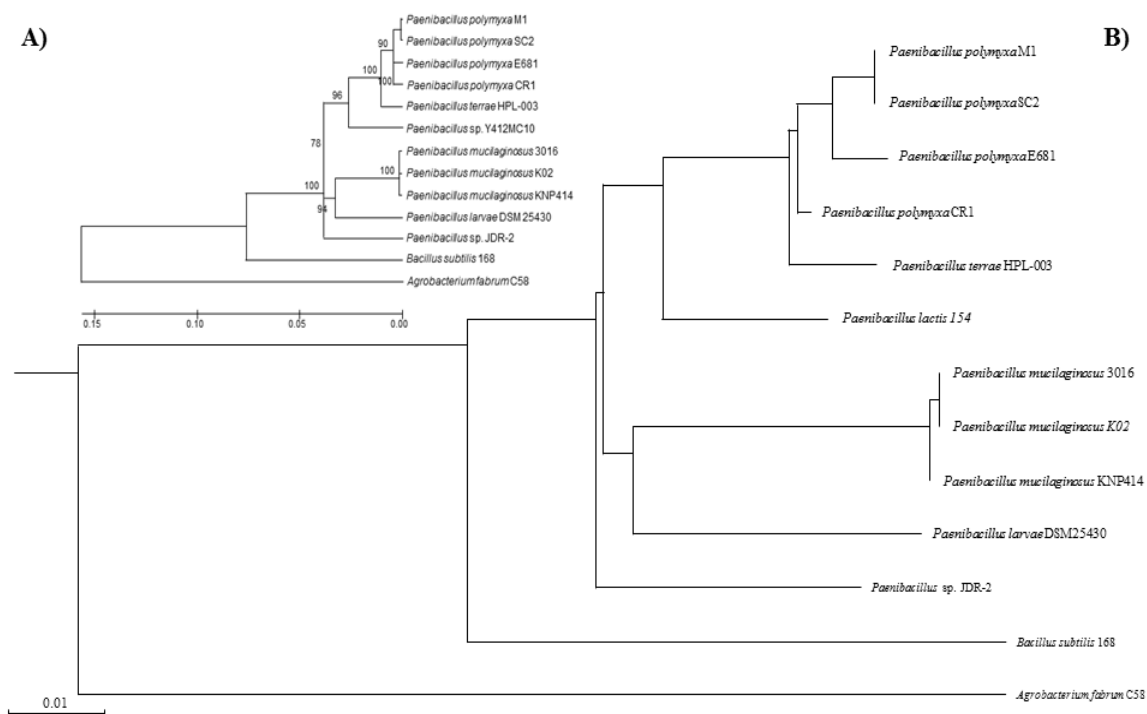 A)
Paenibacillus polymyxa M1
90
Paenibacillus polymyxa SC2
Paenibacillus polymyxa E681
100
100
Paenibacillus polymyxa CR1
96
Paenibacillus terrae HPL-003
Paenibacillus sp. Y412MC10
78
Paenibacillus mucilaginosus 3016
100
Paenibacillus mucilaginosus K02
100
Paenibacillus mucilaginosus KNP414
94
Paenibacillus larvae DSM 25430
Paenibacillus sp. JDR-2
Bacillus subtilis 168
Agrobacterium fabrum C58
0.15 0.10 0.05 0.00
B)
Paenibacillus polymyxa M1
Paenibacillus polymyxa SC2
Paenibacillus polymyxa E681
Paenibacillus polymyxa CR1
Paenibacillus terrae HPL-003
Paenibacillus lactis 154
Paenibacillus mucilaginosus 3016
Paenibacillus mucilaginosus K02
Paenibacillus mucilaginosus KNP414
Paenibacillus larvae DSM25430
Paenibacillus sp. JDR-2
Bacillus subtilis 168
Agrobacterium fabrum C58
0.01